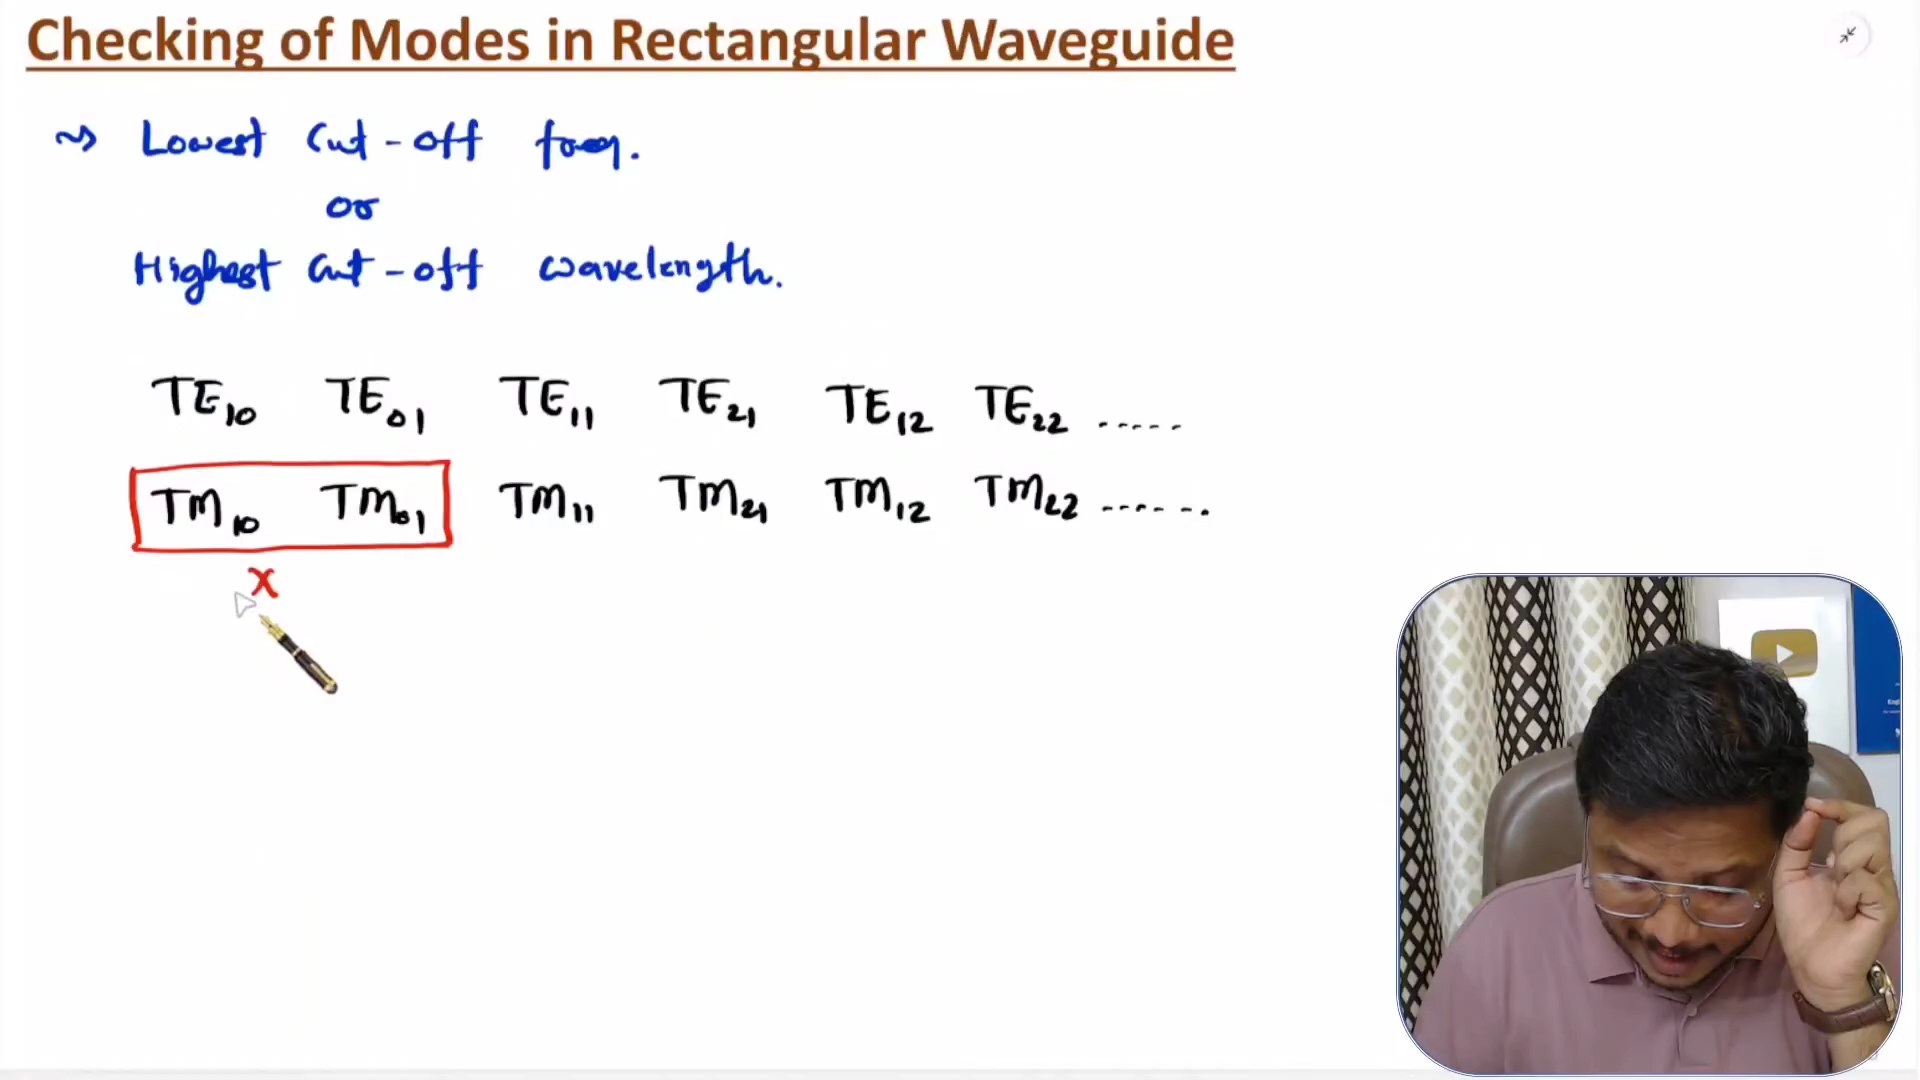 Checking of Modes in Rectangular Waveguide
~> Lowest Cut-off freq.
or
Highest Cut-off wavelength.
TE10 TE01 TE11 TE21 TE12 TE22 .....
TM10 TM01 TM11 TM21 TM12 TM22 .......
x